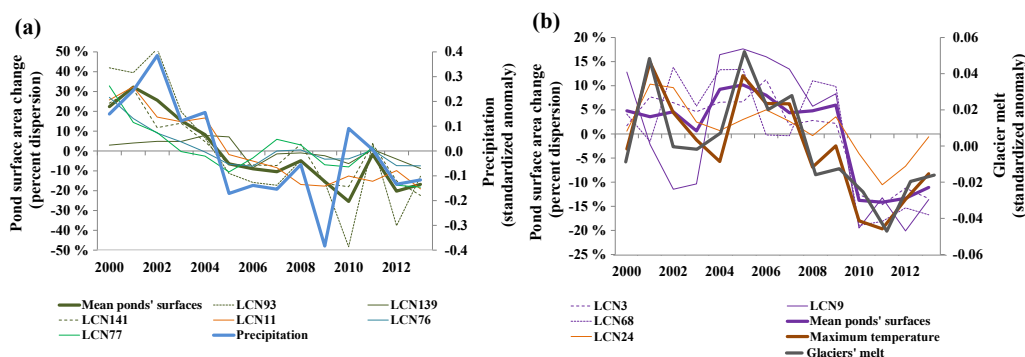 (a)
Pond surface area change
(percent dispersion)
50 %
40 %
30 %
20 %
10 %
0 %
-10 %
-20 %
-30 %
-40 %
-50 %
0.4
0.3
0.2
0.1
0.0
-0.1
-0.2
-0.3
-0.4
Precipitation
(standardized anomaly)
2000 2002 2004 2006 2008 2010 2012
Mean ponds' surfaces LCN93 LCN139
LCN141 LCN11 LCN76
LCN77 Precipitation
(b)
Pond surface area change
(percent dispersion)
20 %
15 %
10 %
5 %
0 %
-5 %
-10 %
-15 %
-20 %
-25 %
0.06
0.04
0.02
0.00
-0.02
-0.04
-0.06
Glacier melt
(standardized anomaly)
2000 2002 2004 2006 2008 2010 2012
LCN3 LCN9
LCN68 Mean ponds' surfaces
LCN24 Maximum temperature
Glaciers' melt